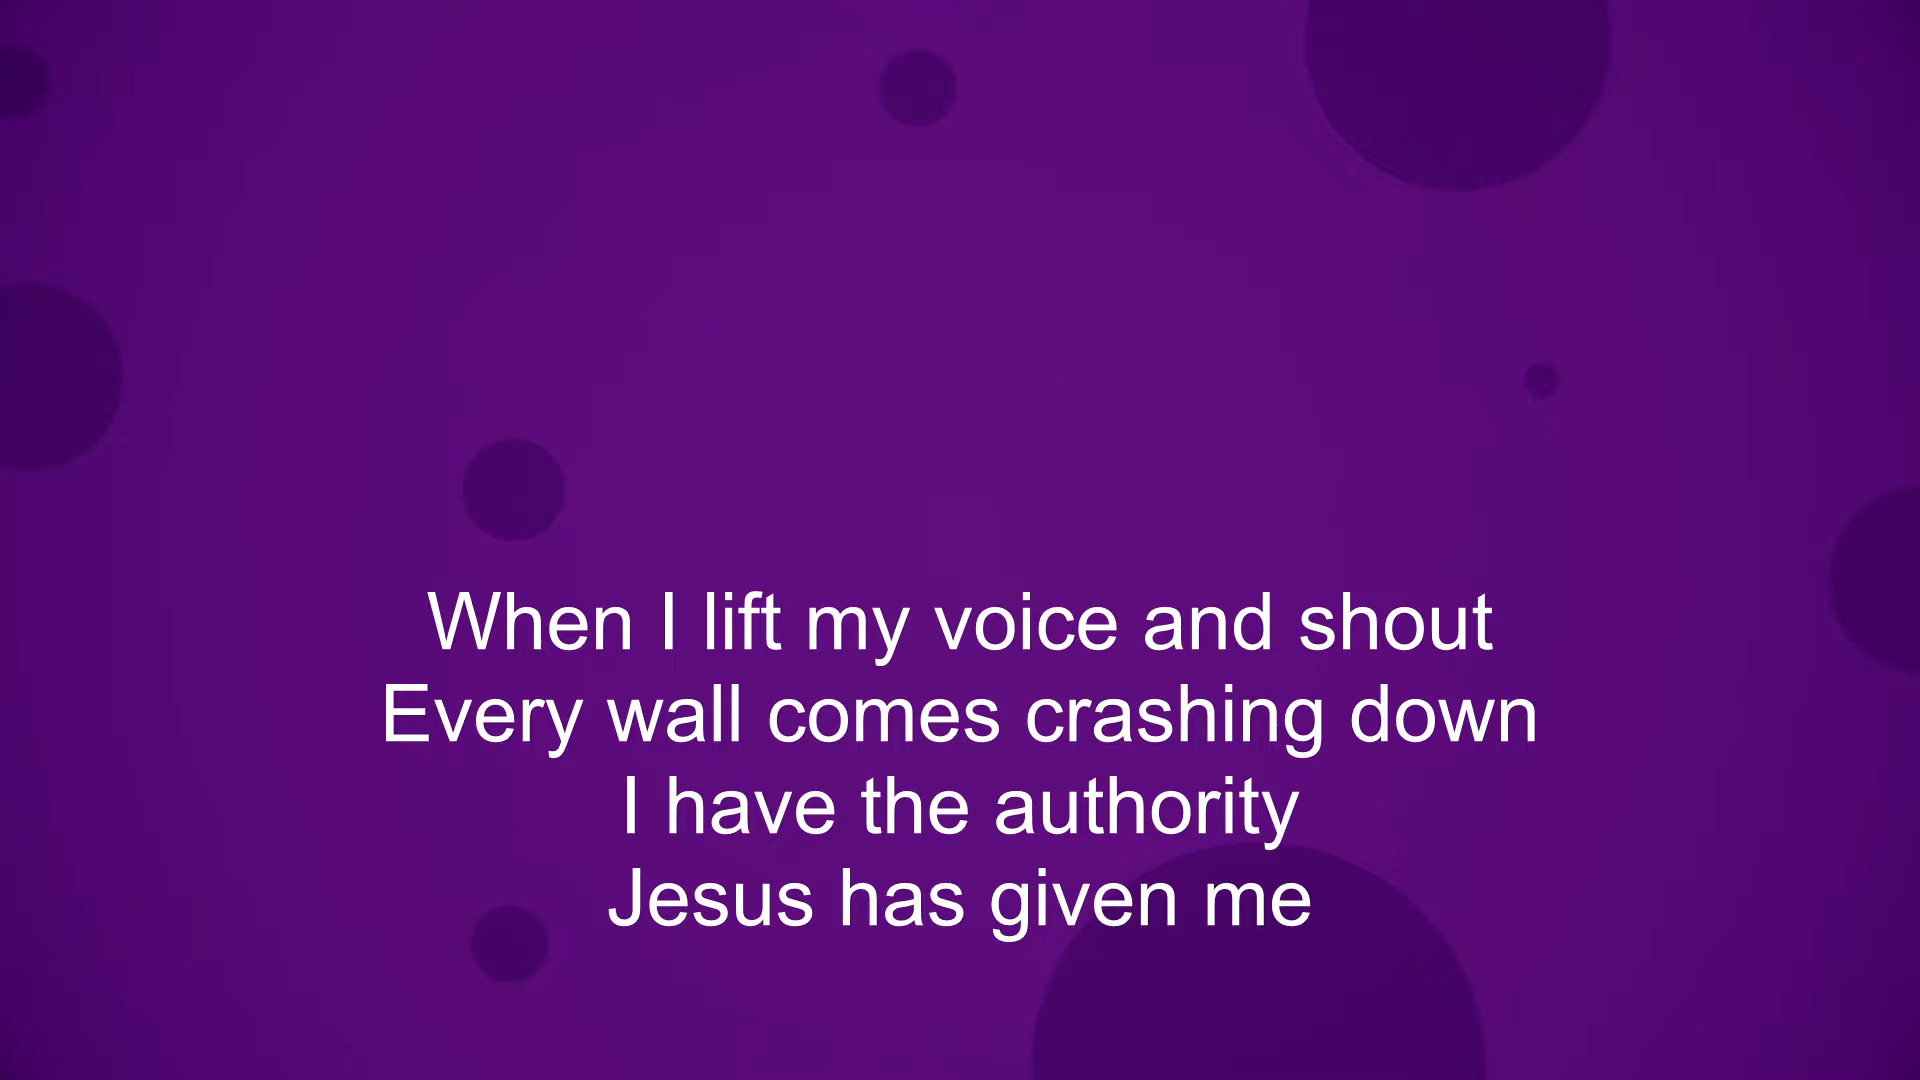 When I lift my voice and shout
Every wall comes crashing down
I have the authority
Jesus has given me